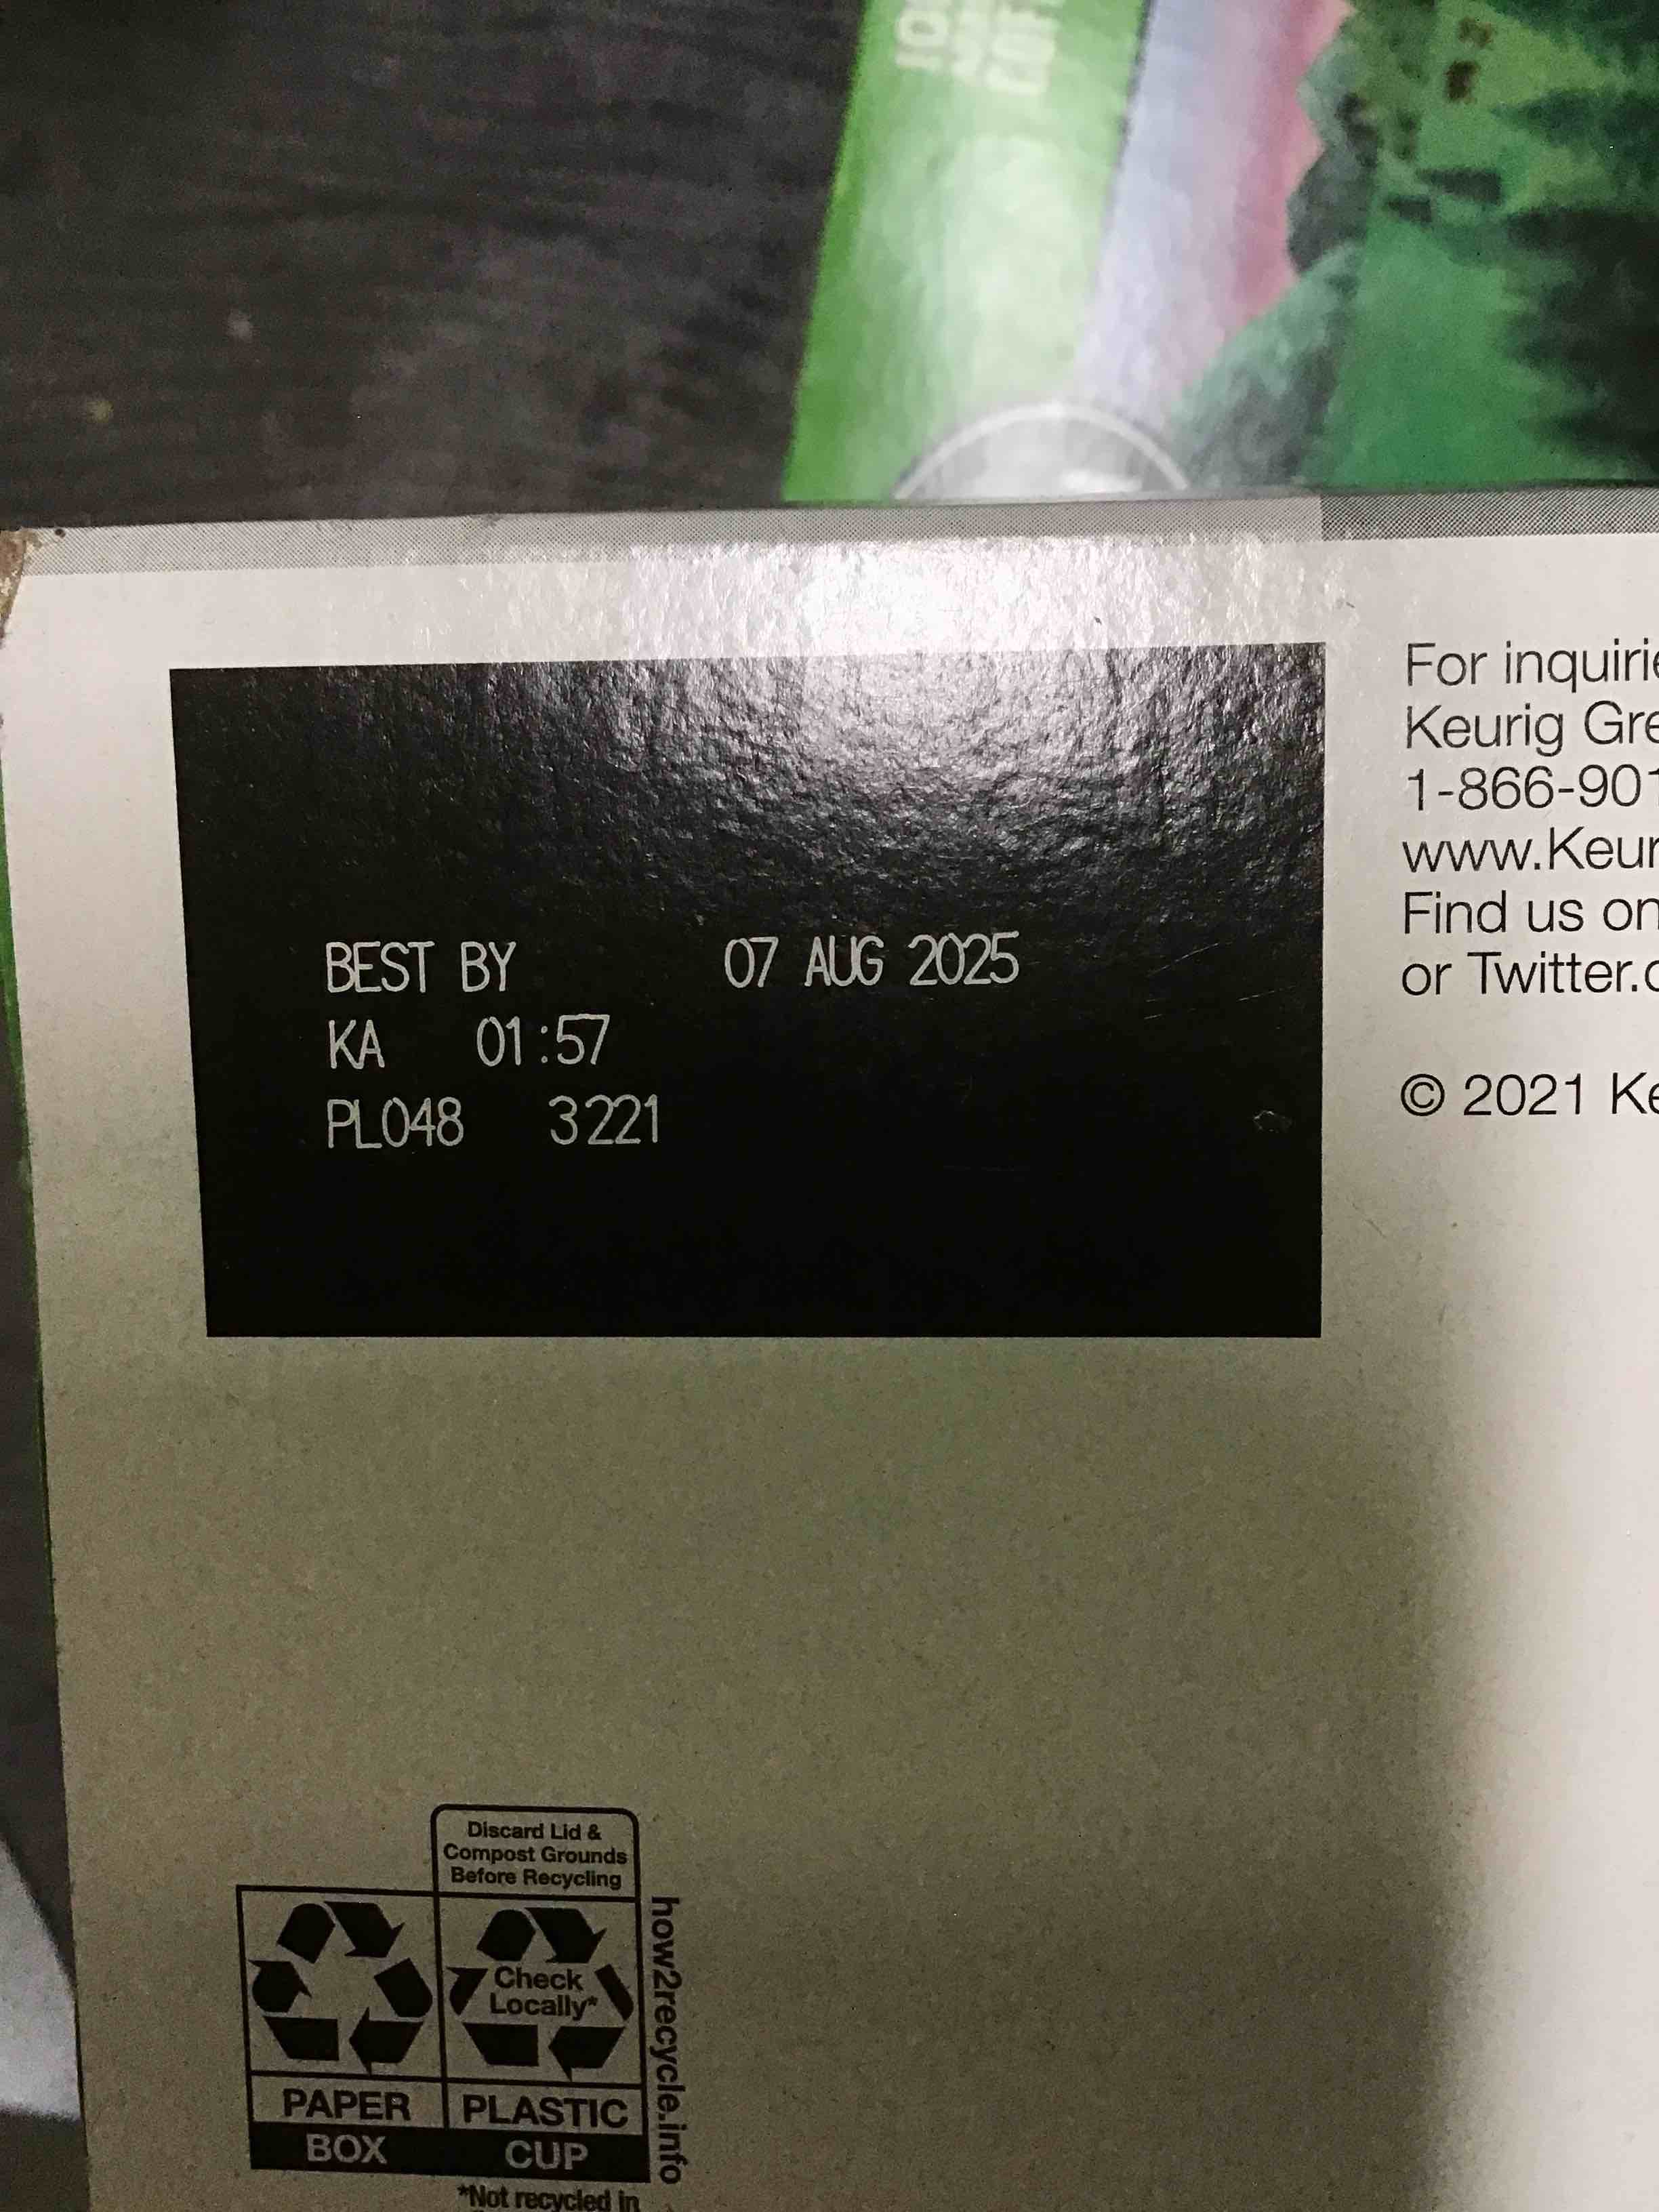 BEST BY 07 AUG 2025
KA 01:57
PL048 3221
For inquirie
Keurig Gre
1-866-901
www.Keur
Find us on
or Twitter.c
© 2021 Ke
Discard Lid &
Compost Grounds
Before Recycling
Check
Locally*
PAPER PLASTIC
BOX CUP
how2recycle.info
*Not recycled in